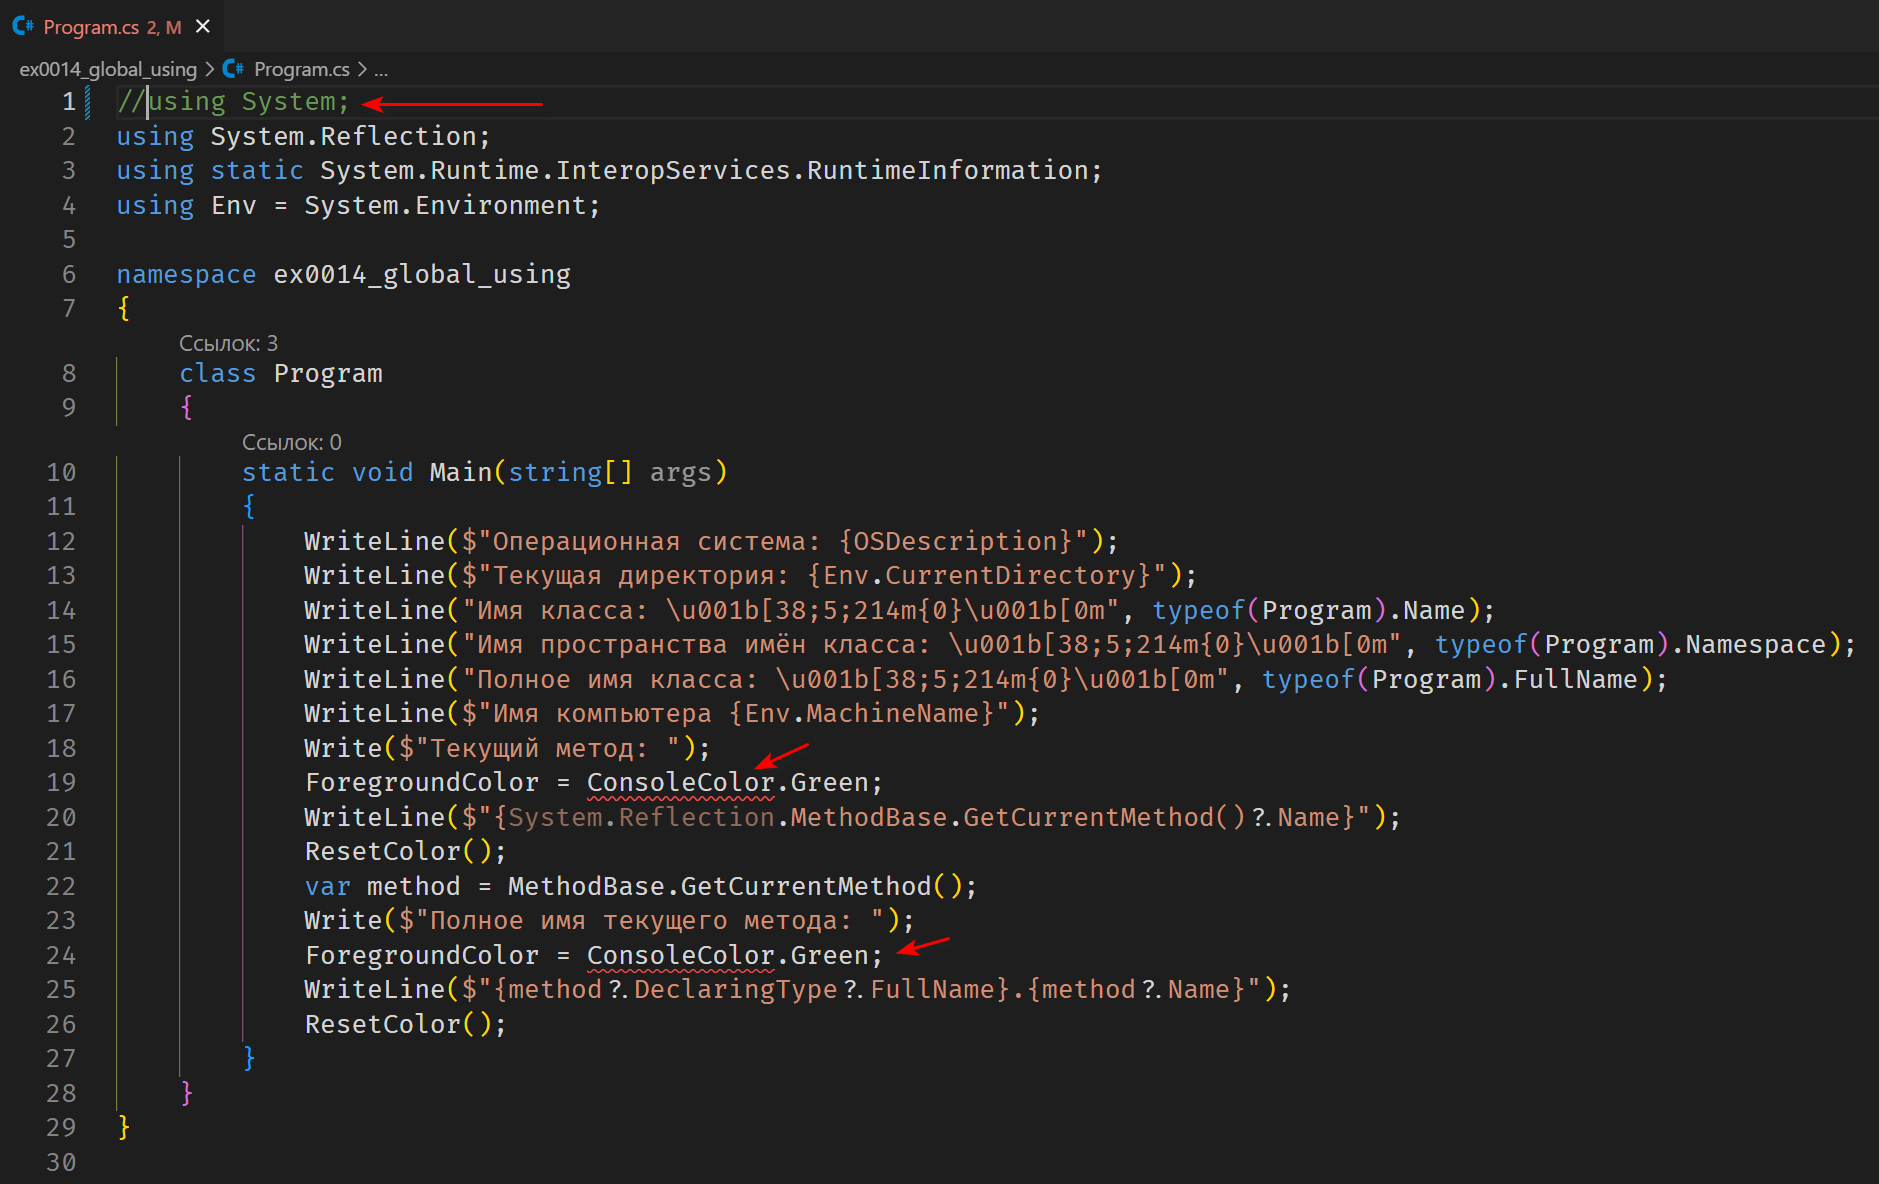 Program.cs 2, M
ex0014_global_using > Program.cs > ...
1 //using System;
2 using System.Reflection;
3 using static System.Runtime.InteropServices.RuntimeInformation;
4 using Env = System.Environment;
5
6 namespace ex0014_global_using
7 {
Ссылок: 3
8 class Program
9 {
Ссылок: 0
10 static void Main(string[] args)
11 {
12 WriteLine($"Операционная система: {OSDescription}");
13 WriteLine($"Текущая директория: {Env.CurrentDirectory}");
14 WriteLine("Имя класса: \u001b[38;5;214m{0}\u001b[0m", typeof(Program).Name);
15 WriteLine("Имя пространства имён класса: \u001b[38;5;214m{0}\u001b[0m", typeof(Program).Namespace);
16 WriteLine("Полное имя класса: \u001b[38;5;214m{0}\u001b[0m", typeof(Program).FullName);
17 WriteLine($"Имя компьютера {Env.MachineName}");
18 Write($"Текущий метод: ");
19 ForegroundColor = ConsoleColor.Green;
20 WriteLine($"{System.Reflection.MethodBase.GetCurrentMethod()?.Name}");
21 ResetColor();
22 var method = MethodBase.GetCurrentMethod();
23 Write($"Полное имя текущего метода: ");
24 ForegroundColor = ConsoleColor.Green;
25 WriteLine($"{method?.DeclaringType?.FullName}.{method?.Name}");
26 ResetColor();
27 }
28 }
29 }
30